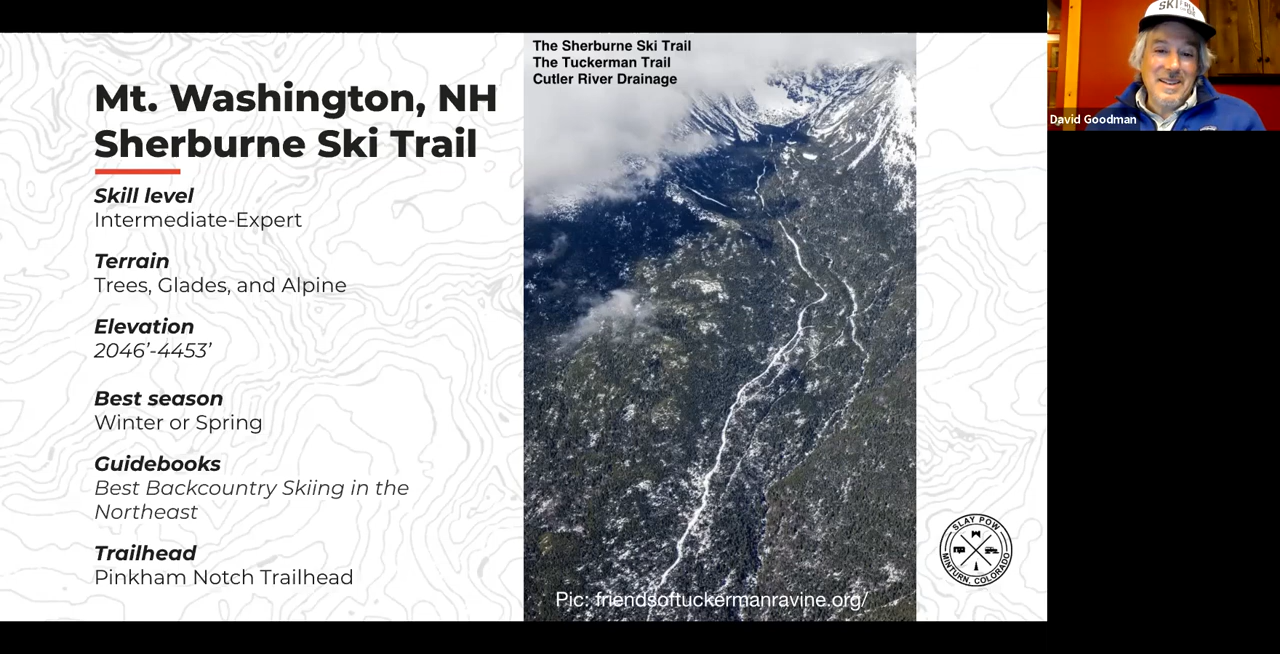 Mt. Washington, NH
Sherburne Ski Trail
Skill level
Intermediate-Expert
Terrain
Trees, Glades, and Alpine
Elevation
2046’-4453’
Best season
Winter or Spring
Guidebooks
Best Backcountry Skiing in the
Northeast
Trailhead
Pinkham Notch Trailhead
The Sherburne Ski Trail
The Tuckerman Trail
Cutler River Drainage
Pic: friendsoftuckermanravine.org/
SLAY POW
MINTURN, COLORADO
SKI
David Goodman